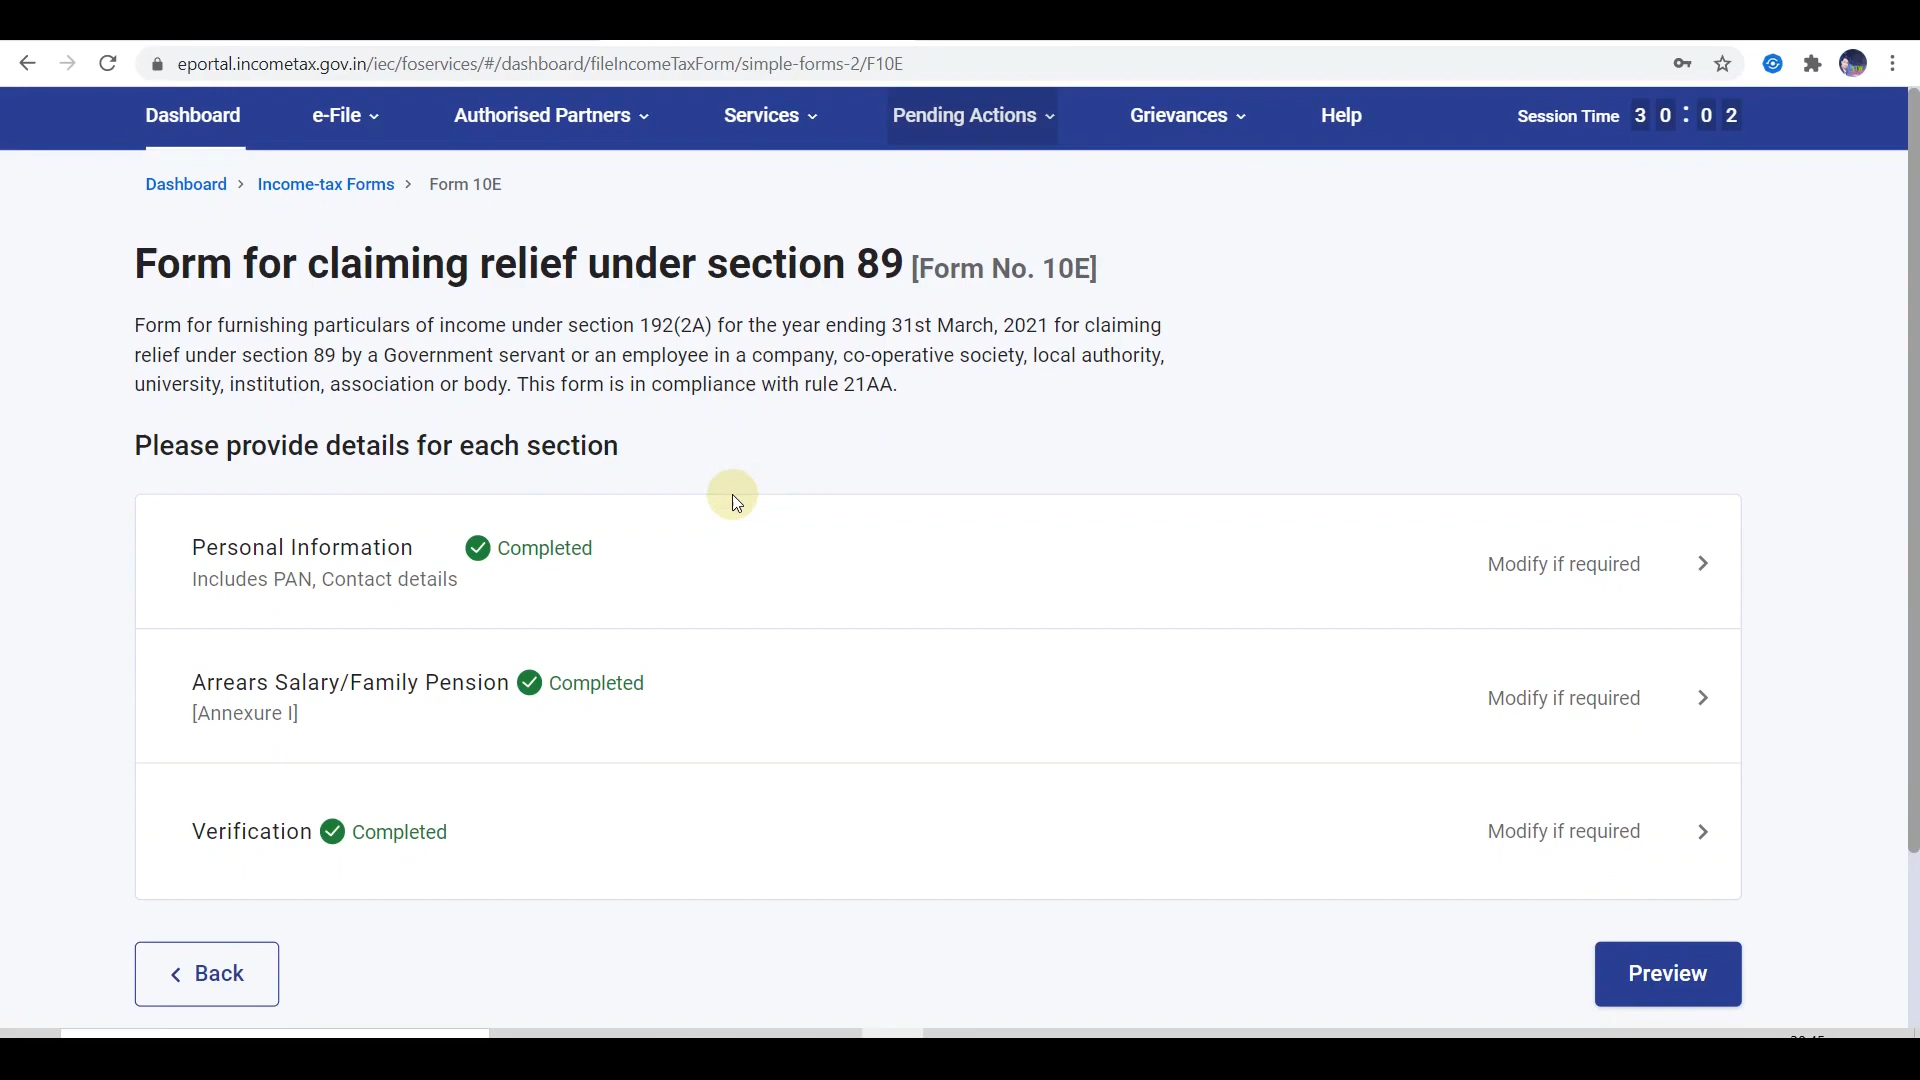 eportal.incometax.gov.in/iec/foservices/#/dashboard/fileIncomeTaxForm/simple-forms-2/F10E
Dashboard e-File Authorised Partners Services Pending Actions Grievances Help Session Time 30:02
Dashboard > Income-tax Forms > Form 10E
Form for claiming relief under section 89 [Form No. 10E]
Form for furnishing particulars of income under section 192(2A) for the year ending 31st March, 2021 for claiming
relief under section 89 by a Government servant or an employee in a company, co-operative society, local authority,
university, institution, association or body. This form is in compliance with rule 21AA.
Please provide details for each section
Personal Information Completed
Includes PAN, Contact details
Modify if required
Arrears Salary/Family Pension Completed
[Annexure I]
Modify if required
Verification Completed
Modify if required
< Back
Preview